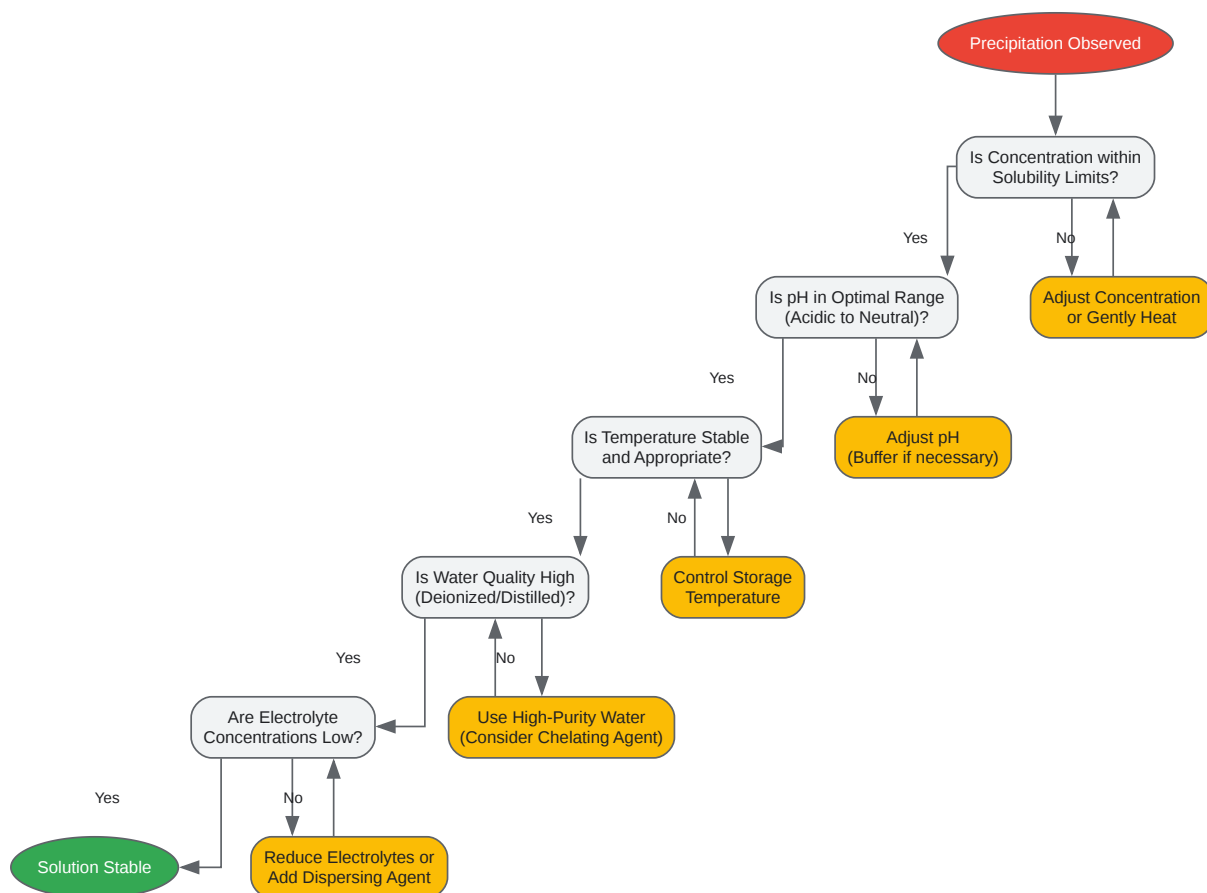 Precipitation Observed
Is Concentration within
Solubility Limits?
Yes
No
Is pH in Optimal Range
(Acidic to Neutral)?
Adjust Concentration
or Gently Heat
Yes
No
Is Temperature Stable
and Appropriate?
Adjust pH
(Buffer if necessary)
Yes
No
Is Water Quality High
(Deionized/Distilled)?
Control Storage
Temperature
Yes
No
Are Electrolyte
Concentrations Low?
Use High-Purity Water
(Consider Chelating Agent)
Yes
No
Solution Stable
Reduce Electrolytes or
Add Dispersing Agent